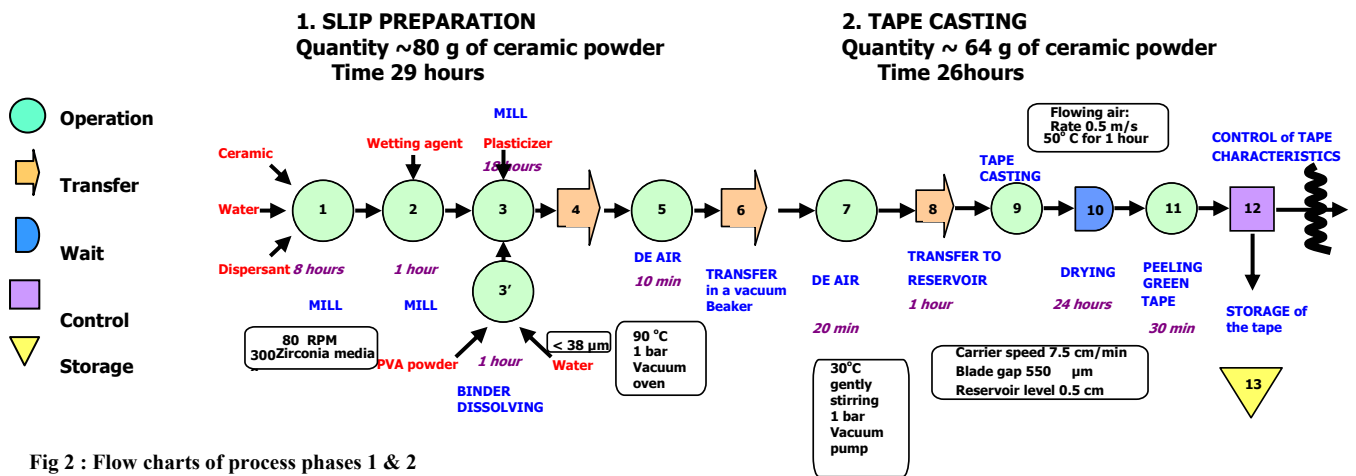 1. SLIP PREPARATION
Quantity ~80 g of ceramic powder
Time 29 hours
2. TAPE CASTING
Quantity ~ 64 g of ceramic powder
Time 26hours
Operation
Transfer
Wait
Control
Storage
Ceramic
Water
Dispersant
1
8 hours
MILL
80 RPM
300 Zirconia media
Wetting agent
2
1 hour
MILL
MILL
Plasticizer
18 hours
3
3'
PVA powder
1 hour
Water
< 38 µm
BINDER
DISSOLVING
4
5
DE AIR
10 min
90 °C
1 bar
Vacuum
oven
6
TRANSFER
in a vacuum
Beaker
7
DE AIR
20 min
30°C
gently
stirring
1 bar
Vacuum
pump
8
TRANSFER TO
RESERVOIR
1 hour
TAPE
CASTING
9
Carrier speed 7.5 cm/min
Blade gap 550 µm
Reservoir level 0.5 cm
Flowing air:
Rate 0.5 m/s
50° C for 1 hour
10
DRYING
24 hours
11
PEELING
GREEN
TAPE
30 min
CONTROL of TAPE
CHARACTERISTICS
12
STORAGE of
the tape
13
Fig 2 : Flow charts of process phases 1 & 2